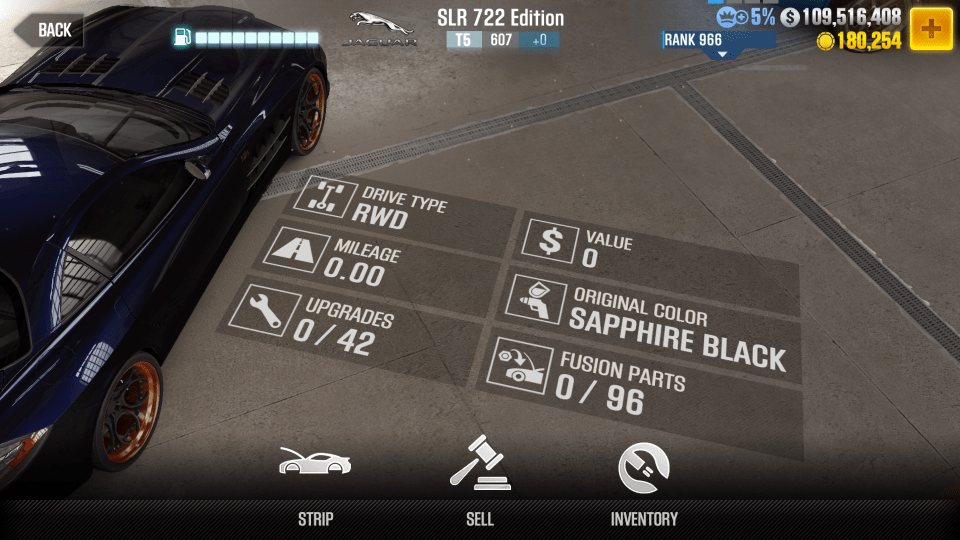 BACK
JAGUAR
SLR 722 Edition
T5 607 +0
5%
$ 109,516,408
RANK 966
180,254
DRIVE TYPE
RWD
MILEAGE
0.00
UPGRADES
0 / 42
$ VALUE
0
ORIGINAL COLOR
SAPPHIRE BLACK
FUSION PARTS
0 / 96
STRIP
SELL
INVENTORY